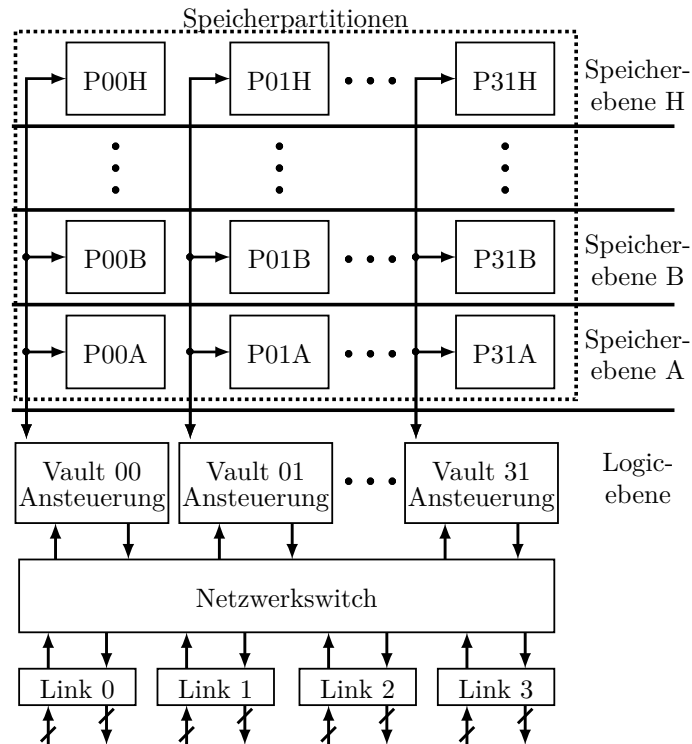 Speicherpartitionen
P00H
P01H
P31H
Speicher-
ebene H
P00B
P01B
P31B
Speicher-
ebene B
P00A
P01A
P31A
Speicher-
ebene A
Vault 00
Ansteuerung
Vault 01
Ansteuerung
Vault 31
Ansteuerung
Logic-
ebene
Netzwerkswitch
Link 0
Link 1
Link 2
Link 3